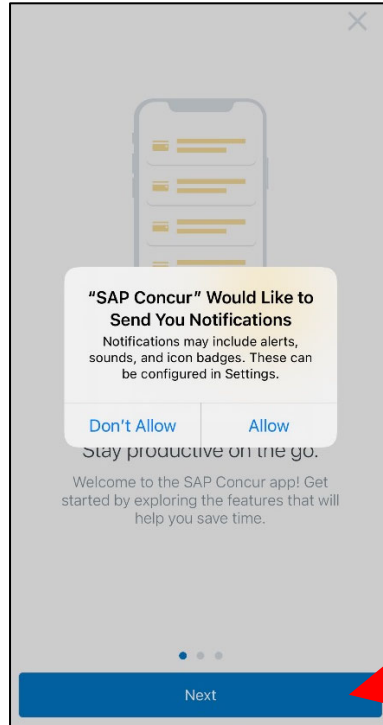 "SAP Concur" Would Like to
Send You Notifications
Notifications may include alerts,
sounds, and icon badges. These can
be configured in Settings.
Don't Allow
Allow
Stay productive on the go.
Welcome to the SAP Concur app! Get
started by exploring the features that will
help you save time.
Next